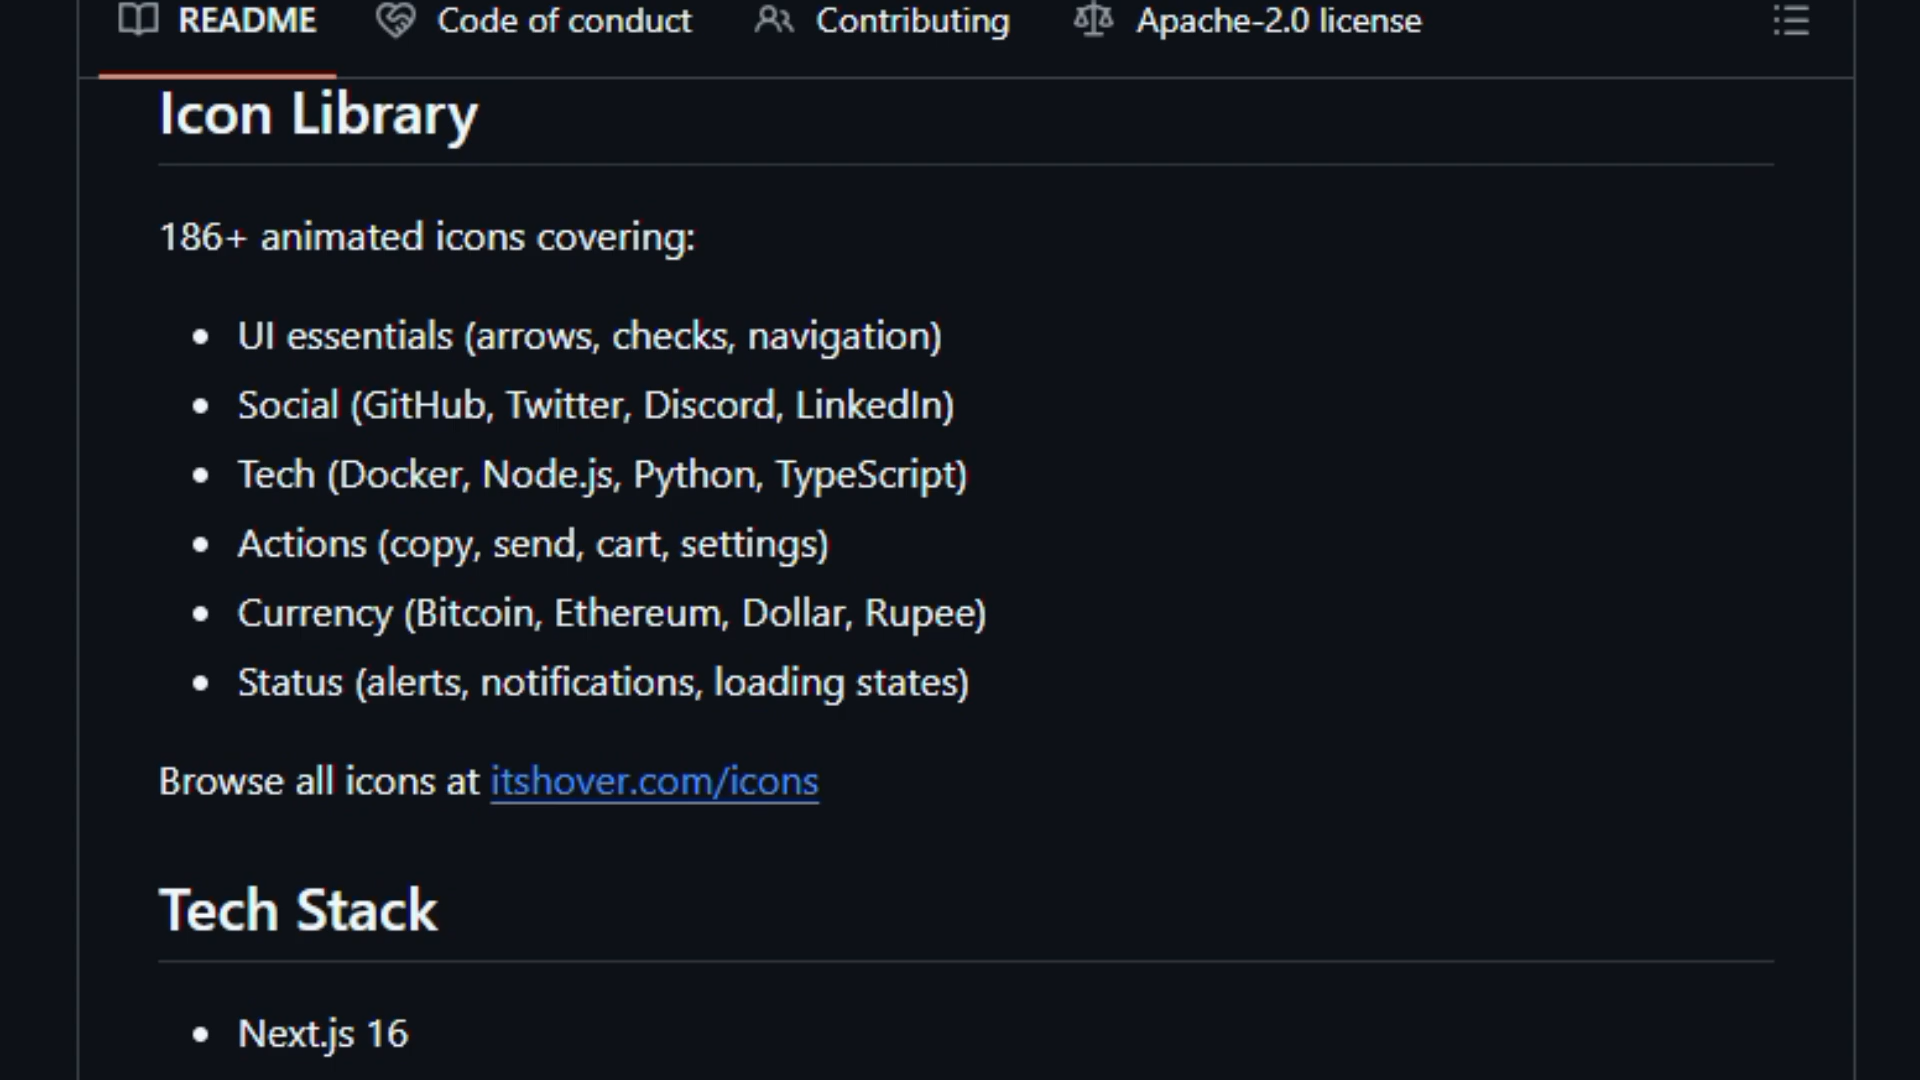 README Code of conduct Contributing Apache-2.0 license
Icon Library
186+ animated icons covering:
• UI essentials (arrows, checks, navigation)
• Social (GitHub, Twitter, Discord, LinkedIn)
• Tech (Docker, Node.js, Python, TypeScript)
• Actions (copy, send, cart, settings)
• Currency (Bitcoin, Ethereum, Dollar, Rupee)
• Status (alerts, notifications, loading states)
Browse all icons at itshover.com/icons
Tech Stack
• Next.js 16